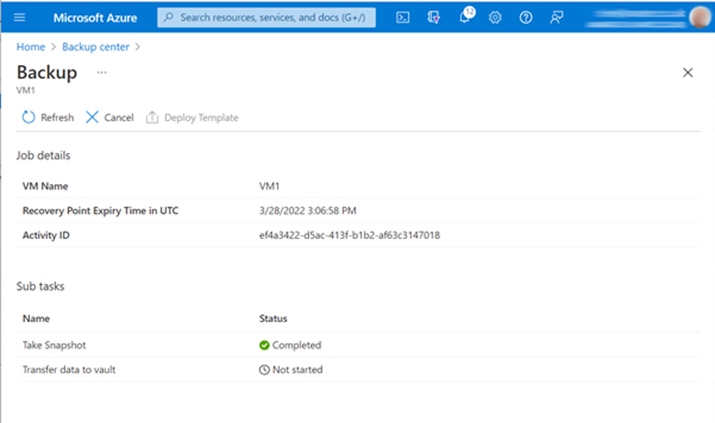 Microsoft Azure
Search resources, services, and docs (G+/)
12
Home > Backup center >
Backup ...
VM1
Refresh Cancel Deploy Template
Job details
VM Name VM1
Recovery Point Expiry Time in UTC 3/28/2022 3:06:58 PM
Activity ID ef4a3422-d5ac-413f-b1b2-af63c3147018
Sub tasks
Name Status
Take Snapshot Completed
Transfer data to vault Not started